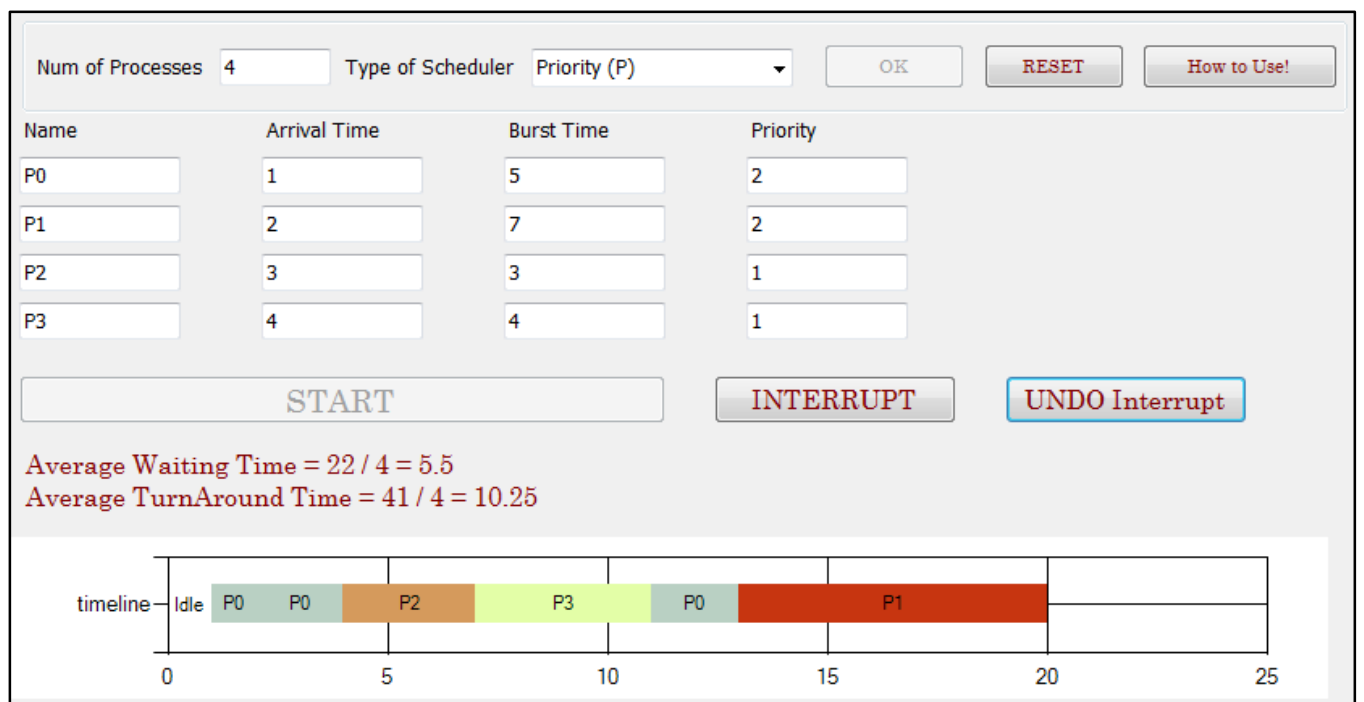 Num of Processes 4 Type of Scheduler Priority (P) OK RESET How to Use!
Name Arrival Time Burst Time Priority
P0 1 5 2
P1 2 7 2
P2 3 3 1
P3 4 4 1
START INTERRUPT UNDO Interrupt
Average Waiting Time = 22 / 4 = 5.5
Average TurnAround Time = 41 / 4 = 10.25
timeline Idle P0 P0 P2 P3 P0 P1
0 5 10 15 20 25